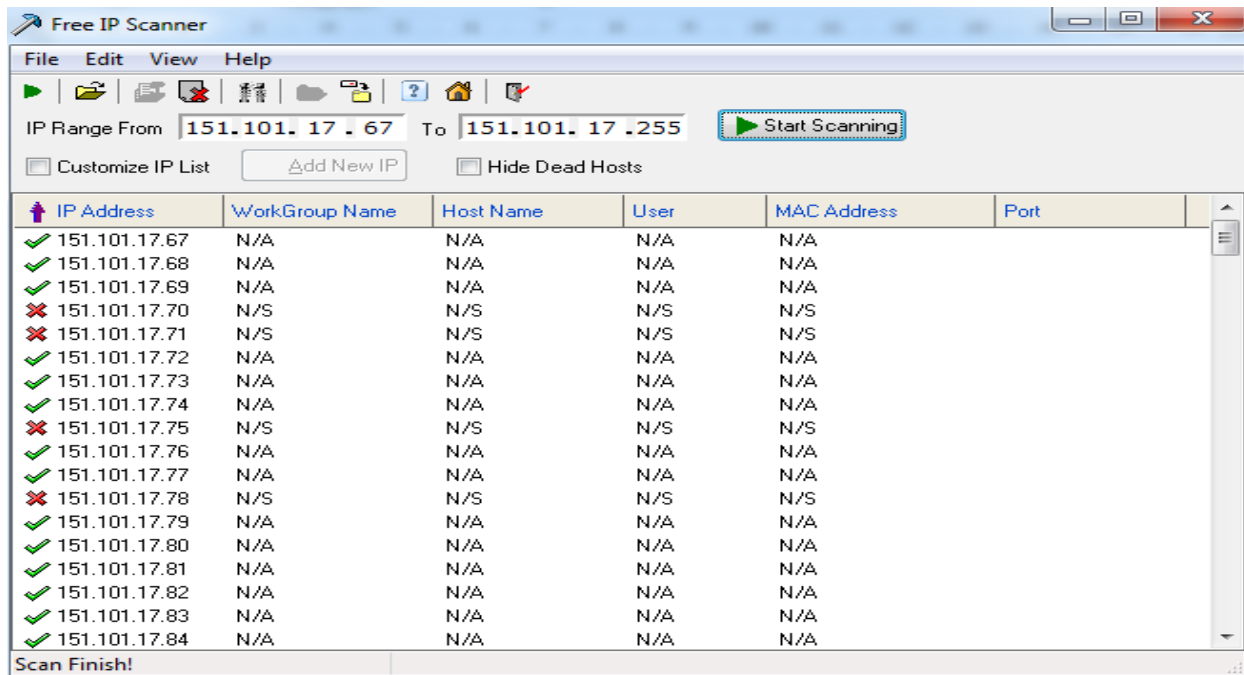 Free IP Scanner
File Edit View Help
IP Range From 151.101. 17 . 67 To 151.101. 17 .255 Start Scanning
Customize IP List Add New IP Hide Dead Hosts
IP Address WorkGroup Name Host Name User MAC Address Port
151.101.17.67 N/A N/A N/A N/A
151.101.17.68 N/A N/A N/A N/A
151.101.17.69 N/A N/A N/A N/A
151.101.17.70 N/S N/S N/S N/S
151.101.17.71 N/S N/S N/S N/S
151.101.17.72 N/A N/A N/A N/A
151.101.17.73 N/A N/A N/A N/A
151.101.17.74 N/A N/A N/A N/A
151.101.17.75 N/S N/S N/S N/S
151.101.17.76 N/A N/A N/A N/A
151.101.17.77 N/A N/A N/A N/A
151.101.17.78 N/S N/S N/S N/S
151.101.17.79 N/A N/A N/A N/A
151.101.17.80 N/A N/A N/A N/A
151.101.17.81 N/A N/A N/A N/A
151.101.17.82 N/A N/A N/A N/A
151.101.17.83 N/A N/A N/A N/A
151.101.17.84 N/A N/A N/A N/A
Scan Finish!